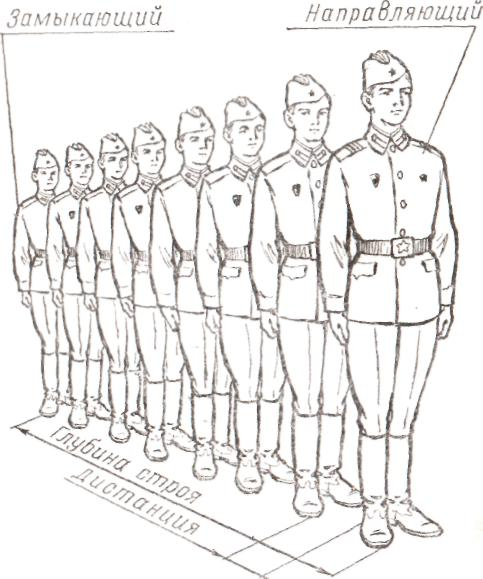 Замыкающий
Направляющий
Глубина строя
Дистанция